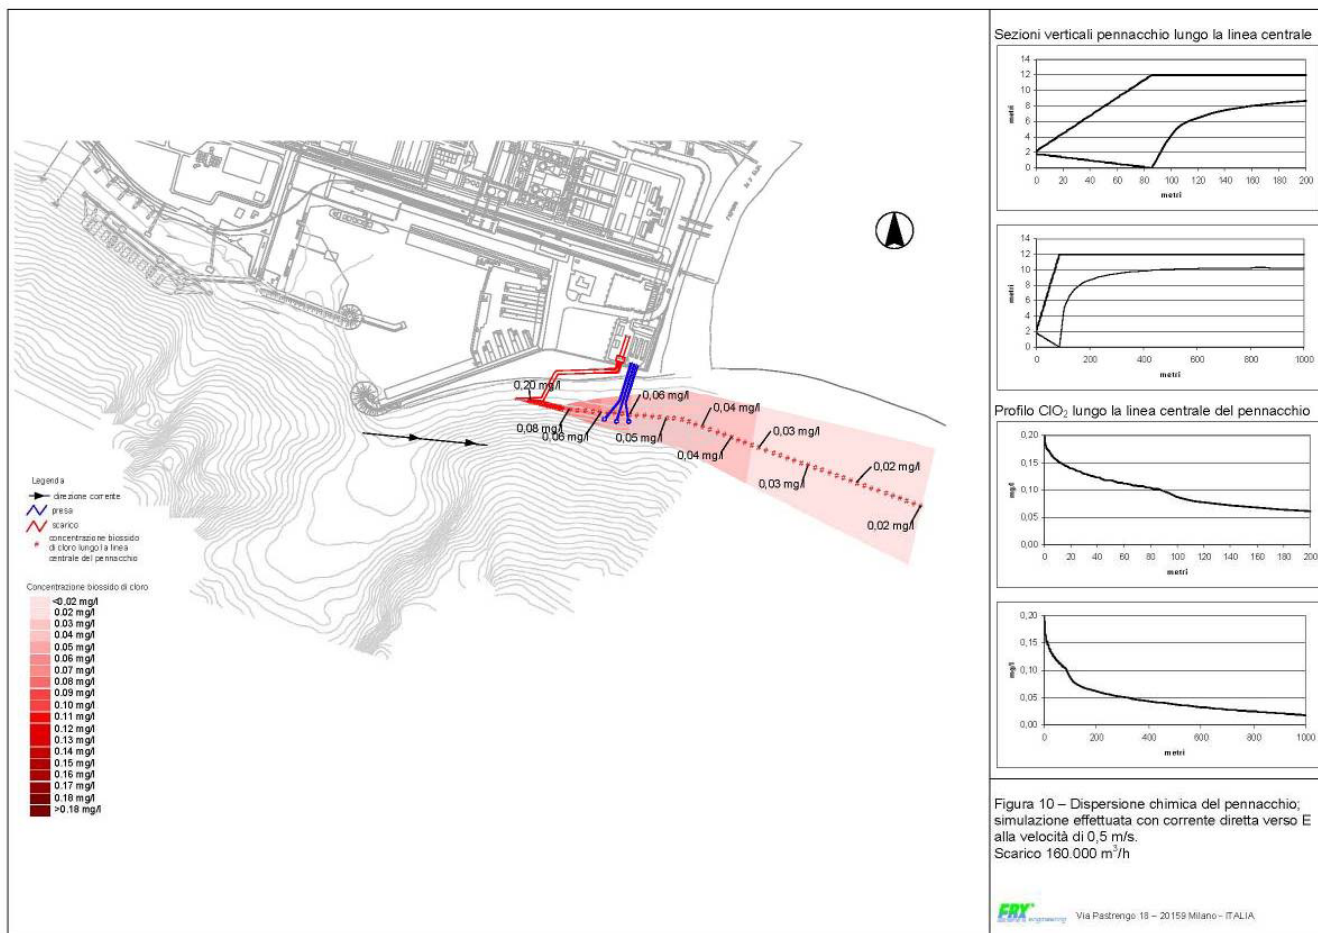 0,20 mg/l
0,06 mg/l
0,04 mg/l
0,08 mg/l
0,06 mg/l
0,05 mg/l
0,03 mg/l
0,04 mg/l
0,03 mg/l
0,02 mg/l
0,02 mg/l
Legenda
direzione corrente
presa
scarico
concentrazione biossido
di cloro lungo la linea
centrale del pennacchio
Concentrazione biossido di cloro
<0.02 mg/l
0.02 mg/l
0.03 mg/l
0.04 mg/l
0.05 mg/l
0.06 mg/l
0.07 mg/l
0.08 mg/l
0.09 mg/l
0.10 mg/l
0.11 mg/l
0.12 mg/l
0.13 mg/l
0.14 mg/l
0.15 mg/l
0.16 mg/l
0.17 mg/l
0.18 mg/l
>0.18 mg/l
Sezioni verticali pennacchio lungo la linea centrale
14
12
10
8
6
4
2
0
metri
0 20 40 60 80 100 120 140 160 180 200
metri
14
12
10
8
6
4
2
0
metri
0 200 400 600 800 1000
metri
Profilo ClO₂ lungo la linea centrale del pennacchio
0,20
0,15
0,10
0,05
0,00
mg/l
0 20 40 60 80 100 120 140 160 180 200
metri
0,20
0,15
0,10
0,05
0,00
mg/l
0 200 400 600 800 1000
metri
Figura 10 – Dispersione chimica del pennacchio;
simulazione effettuata con corrente diretta verso E
alla velocità di 0,5 m/s.
Scarico 160.000 m³/h
Via Pastrengo 18 – 20159 Milano – ITALIA